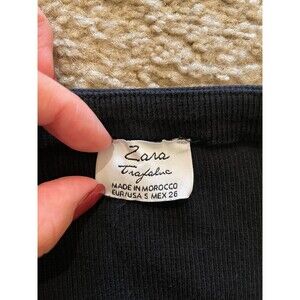 Zara
Trafaluc
MADE IN MOROCCO
EUR/USA S MEX 26